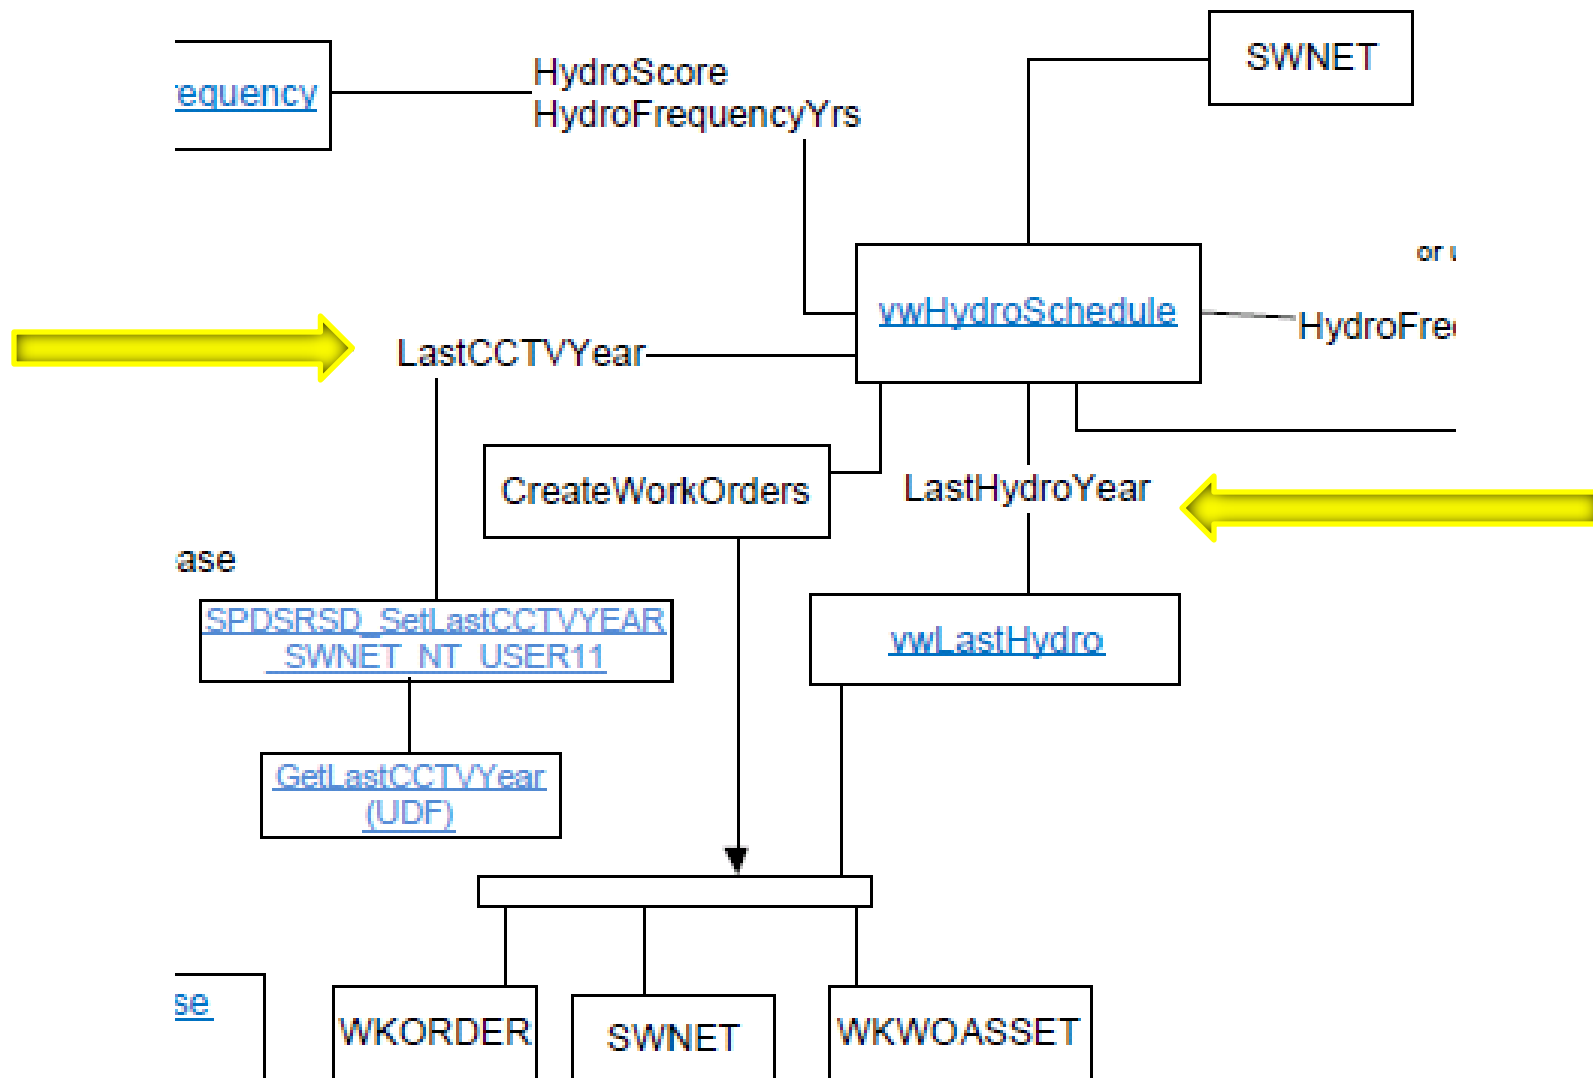 SWNET
HydroScore
HydroFrequencyYrs
equency
or
vwHydroSchedule
HydroFre
LastCCTVYear
CreateWorkOrders
LastHydroYear
ase
SPDSRSD_SetLastCCTVYEAR
_SWNET_NT_USER11
vwLastHydro
GetLastCCTVYear
(UDF)
se
WKORDER
SWNET
WKWOASSET